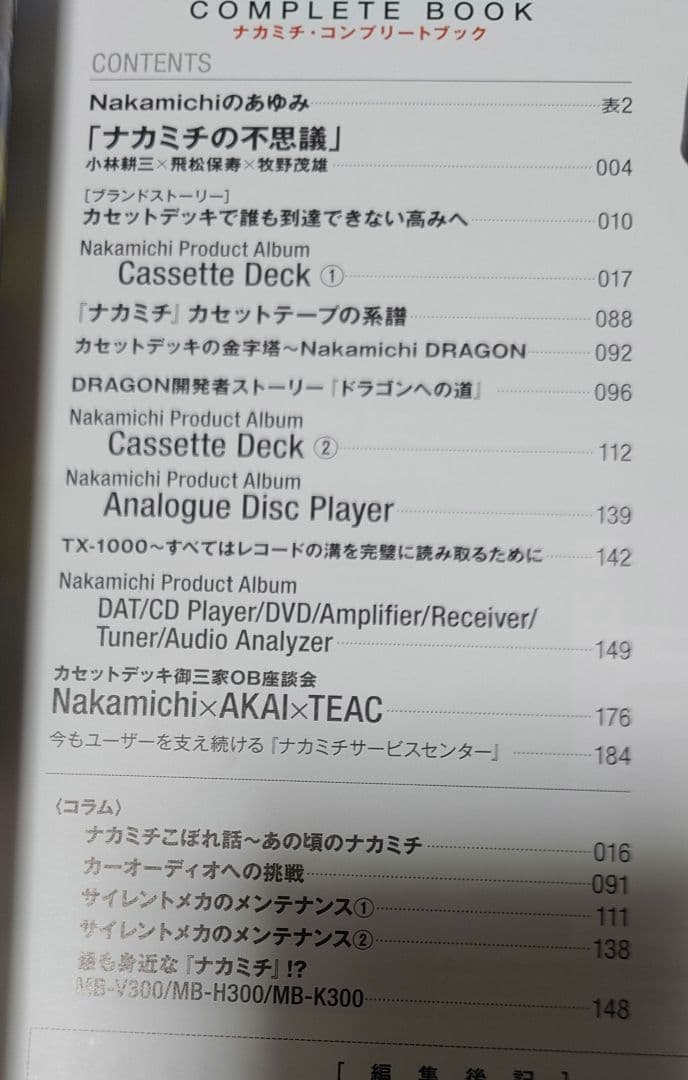 COMPLETE BOOK
ナカミチ・コンプリートブック
CONTENTS
Nakamichiのあゆみ 表2
「ナカミチの不思議」
小林耕三×飛松保寿×牧野茂雄 004
［ブランドストーリー］
カセットデッキで誰も到達できない高みへ 010
Nakamichi Product Album
Cassette Deck ① 017
『ナカミチ』カセットテープの系譜 088
カセットデッキの金字塔～Nakamichi DRAGON 092
DRAGON開発者ストーリー『ドラゴンへの道』 096
Nakamichi Product Album
Cassette Deck ② 112
Nakamichi Product Album
Analogue Disc Player 139
TX-1000～すべてはレコードの溝を完璧に読み取るために 142
Nakamichi Product Album
DAT/CD Player/DVD/Amplifier/Receiver/
Tuner/Audio Analyzer 149
カセットデッキ御三家OB座談会
Nakamichi×AKAI×TEAC 176
今もユーザーを支え続ける『ナカミチサービスセンター』 184
〈コラム〉
ナカミチこぼれ話～あの頃のナカミチ 016
カーオーディオへの挑戦 091
サイレントメカのメンテナンス① 111
サイレントメカのメンテナンス② 138
最も身近な『ナカミチ』!?
MB-V300/MB-H300/MB-K300 148
［編集後記］